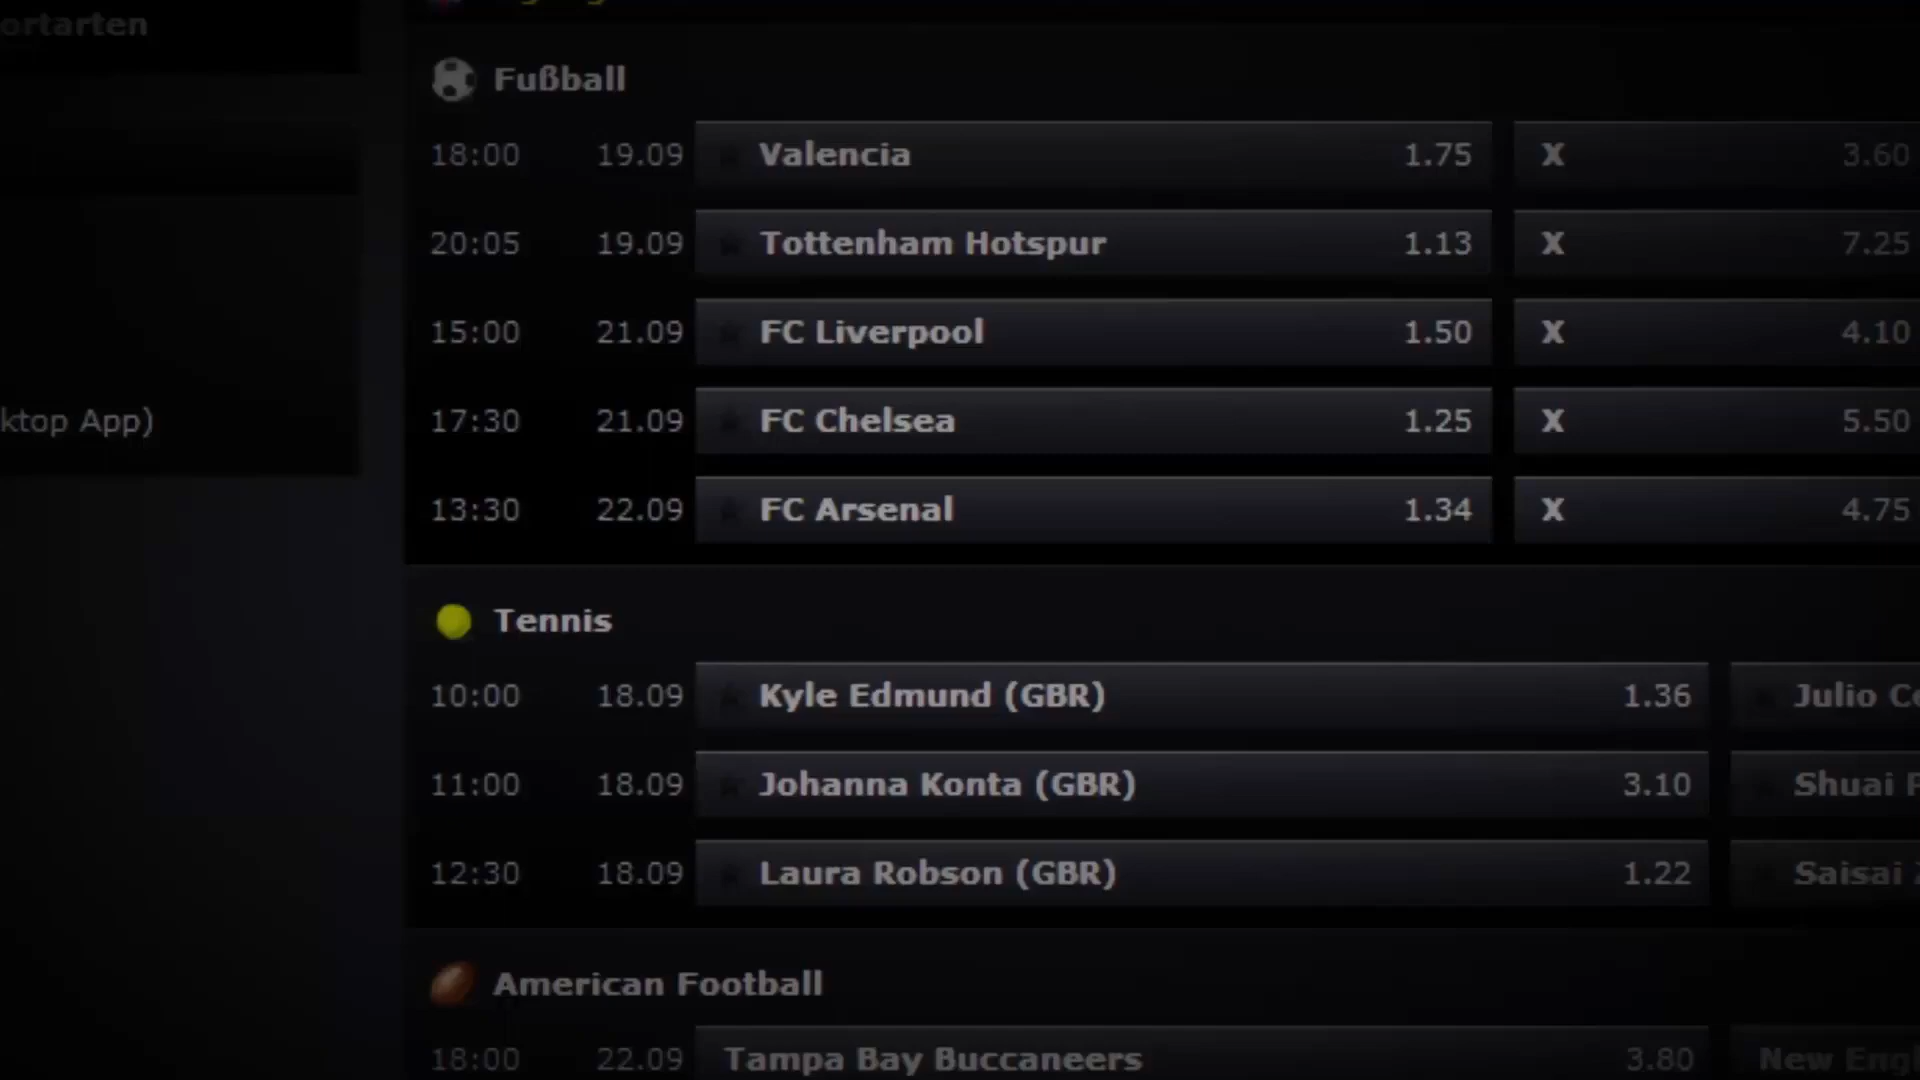 ortarten
Fußball
18:00 19.09 Valencia 1.75 X 3.60
20:05 19.09 Tottenham Hotspur 1.13 X 7.25
15:00 21.09 FC Liverpool 1.50 X 4.10
ktop App) 17:30 21.09 FC Chelsea 1.25 X 5.50
13:30 22.09 FC Arsenal 1.34 X 4.75
Tennis
10:00 18.09 Kyle Edmund (GBR) 1.36 Julio
11:00 18.09 Johanna Konta (GBR) 3.10 Shuai
12:30 18.09 Laura Robson (GBR) 1.22 Saisai
American Football
18:00 22.09 Tampa Bay Buccaneers 3.80 New Engl